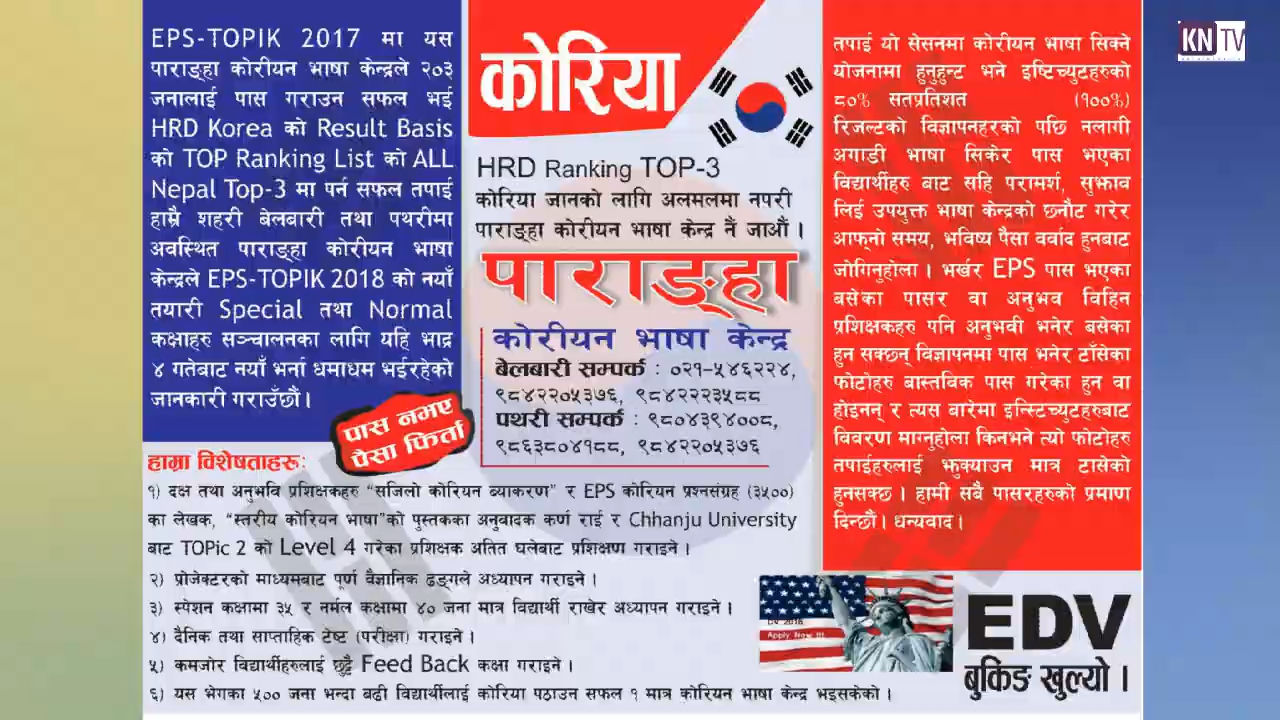 EPS-TOPIK 2017 मा यस
पाराङ्हा कोरीयन भाषा केन्द्रले २०३
जनालाई पास गराउन सफल भई
HRD Korea को Result Basis
को TOP Ranking List को ALL
Nepal Top-3 मा पर्न सफल तपाई
हाम्रै शहरी बेलबारी तथा पथरीमा
अवस्थित पाराङ्हा कोरीयन भाषा
केन्द्रले EPS-TOPIK 2018 को नयाँ
तयारी Special तथा Normal
कक्षाहरु सञ्चालनका लागि यहि भाद्र
४ गतेबाट नयाँ भर्ना धमाधम भईरहेको
जानकारी गराउँछौं।
पास नभए
पैसा फिर्ता
कोरिया
HRD Ranking TOP-3
कोरिया जानको लागि अलमलमा नपरी
पाराङ्हा कोरीयन भाषा केन्द्र नैं जाऔं ।
पाराङ्हा
कोरीयन भाषा केन्द्र
बेलबारी सम्पर्क : ०२१-५४६२२४,
९८४२२०५३७६, ९८४२२२३५८८
पथरी सम्पर्क : ९८०४३९४००८,
९८६३८०४१८८, ९८४२२०५३७६
तपाई यो सेसनमा कोरीयन भाषा सिक्ने
योजनामा हुनुहुन्ट भने इष्टिच्युटहरुको
८०% सतप्रतिशत (१००%)
रिजल्टको विज्ञापनहरको पछि नलागी
अगाडी भाषा सिकेर पास भएका
विद्यार्थीहरु बाट सहि परामर्श, सुझाव
लिई उपयुक्त भाषा केन्द्रको छनौट गरेर
आफ्नो समय, भविष्य पैसा वर्वाद हुनबाट
जोगिनुहोला । भर्खर EPS पास भएका
बसेका पासर वा अनुभव विहिन
प्रशिक्षकहरु पनि अनुभवी भनेर बसेका
हुन सक्छन् विज्ञापनमा पास भनेर टाँसेका
फोटोहरु बास्तबिक पास गरेका हुन वा
होइनन् र त्यस बारेमा इन्स्टिच्युटहरुबाट
विवरण माग्नुहोला किनभने त्यो फोटोहरु
तपाईहरुलाई झुक्याउन मात्र टासेको
हुनसक्छ । हामी सबै पासरहरुको प्रमाण
दिन्छौं । धन्यवाद ।
हाम्रा विशेषताहरुः
१) दक्ष तथा अनुभवि प्रशिक्षकहरु “सजिलो कोरियन ब्याकरण” र EPS कोरियन प्रश्नसंग्रह (३५००)
का लेखक, “स्तरीय कोरियन भाषा”को पुस्तकका अनुवादक कर्ण राई र Chhanju University
बाट TOPic 2 को Level 4 गरेका प्रशिक्षक अतित घलेबाट प्रशिक्षण गराइने ।
२) प्रोजेक्टरको माध्यमबाट पूर्ण वैज्ञानिक ढङ्गले अध्यापन गराइने ।
३) स्पेशन कक्षामा ३५ र नर्मल कक्षामा ४० जना मात्र विद्यार्थी राखेर अध्यापन गराइने ।
४) दैनिक तथा साप्ताहिक टेष्ट (परीक्षा) गराइने ।
५) कमजोर विद्यार्थीहरुलाई छुट्टै Feed Back कक्षा गराइने ।
६) यस भेगका ५०० जना भन्दा बढी विद्यार्थीलाई कोरिया पठाउन सफल १ मात्र कोरियन भाषा केन्द्र भइसकेको ।
DV 2018
Apply Now !!!
EDV
बुकिङ खुल्यो ।
KNTV